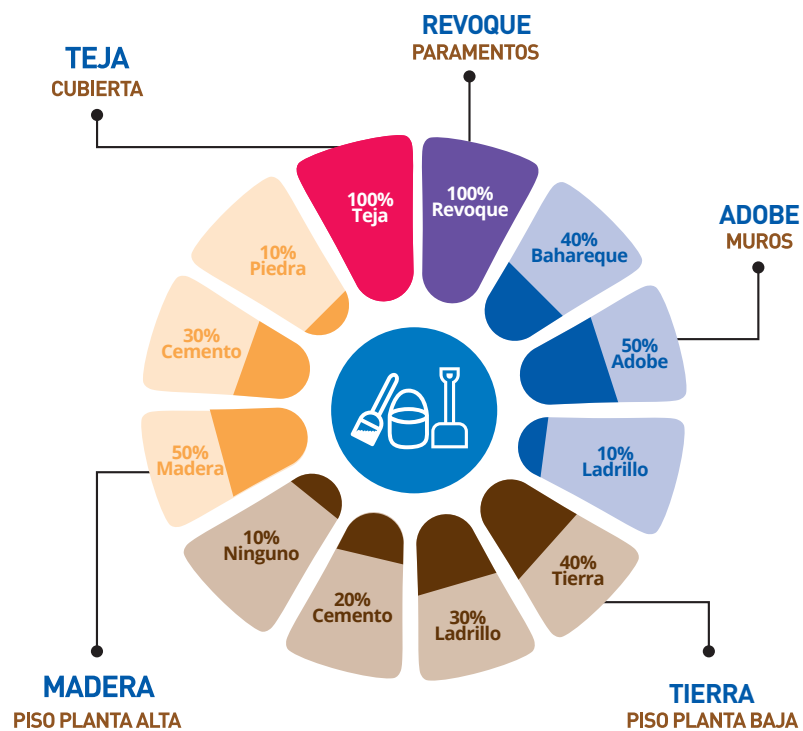 REVOQUE
PARAMENTOS
TEJA
CUBIERTA
100%
Teja
100%
Revoque
40%
Bahareque
ADOBE
MUROS
50%
Adobe
10%
Ladrillo
40%
Tierra
30%
Ladrillo
20%
Cemento
10%
Ninguno
50%
Madera
30%
Cemento
10%
Piedra
MADERA
PISO PLANTA ALTA
TIERRA
PISO PLANTA BAJA